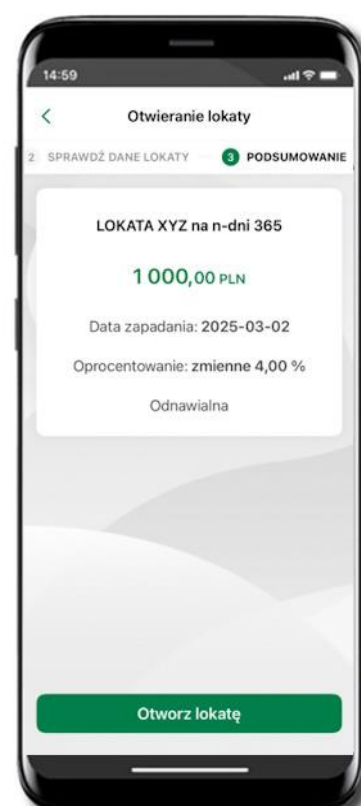 14:59
Otwieranie lokaty
2 SPRAWDŹ DANE LOKATY 3 PODSUMOWANIE
LOKATA XYZ na n-dni 365
1 000,00 PLN
Data zapadania: 2025-03-02
Oprocentowanie: zmienne 4,00 %
Odnawialna
Otworz lokatę